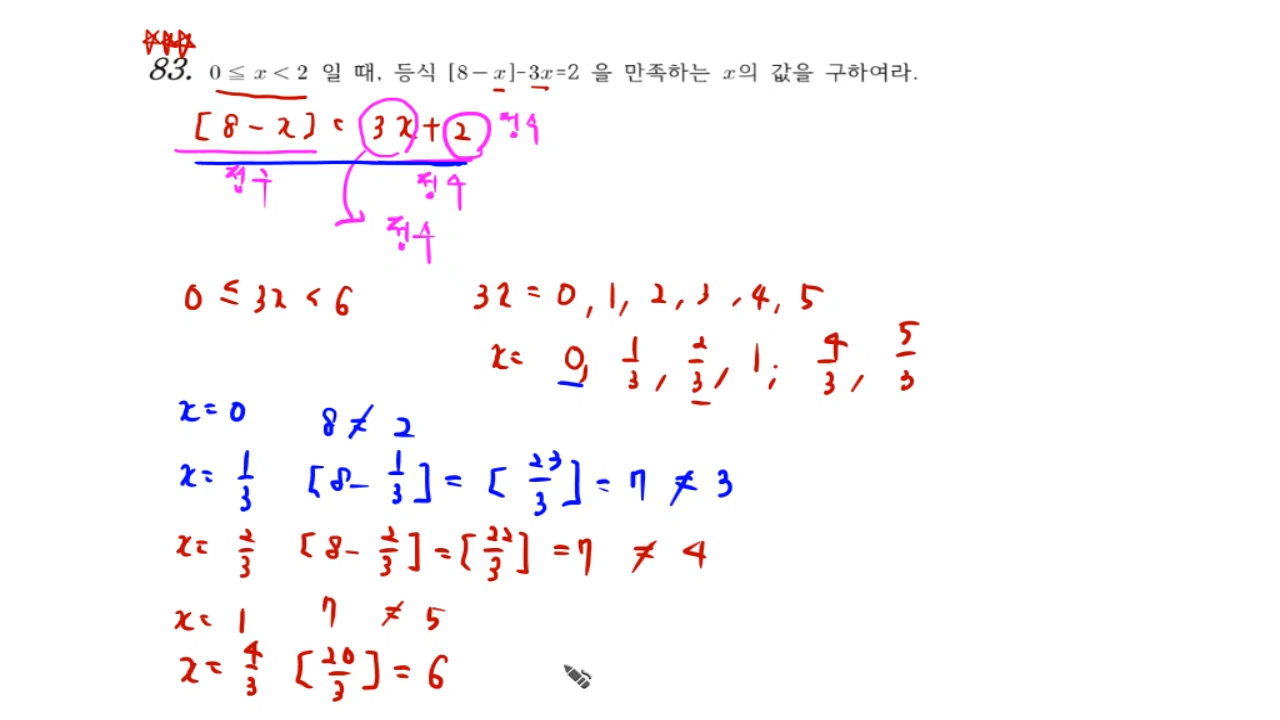 83. 0 ≦ x < 2 일 때, 등식 [8-x]-3x=2 을 만족하는 x의 값을 구하여라.
[8-x] = 3x+2 정수
정수 정수
정수
0 ≤ 3x < 6 3x = 0, 1, 2, 3, 4, 5
x = 0, 1/3, 2/3, 1, 4/3, 5/3
x = 0 8 ≠ 2
x = 1/3 [8 - 1/3] = [23/3] = 7 ≠ 3
x = 2/3 [8 - 2/3] = [22/3] = 7 ≠ 4
x = 1 7 ≠ 5
x = 4/3 [20/3] = 6